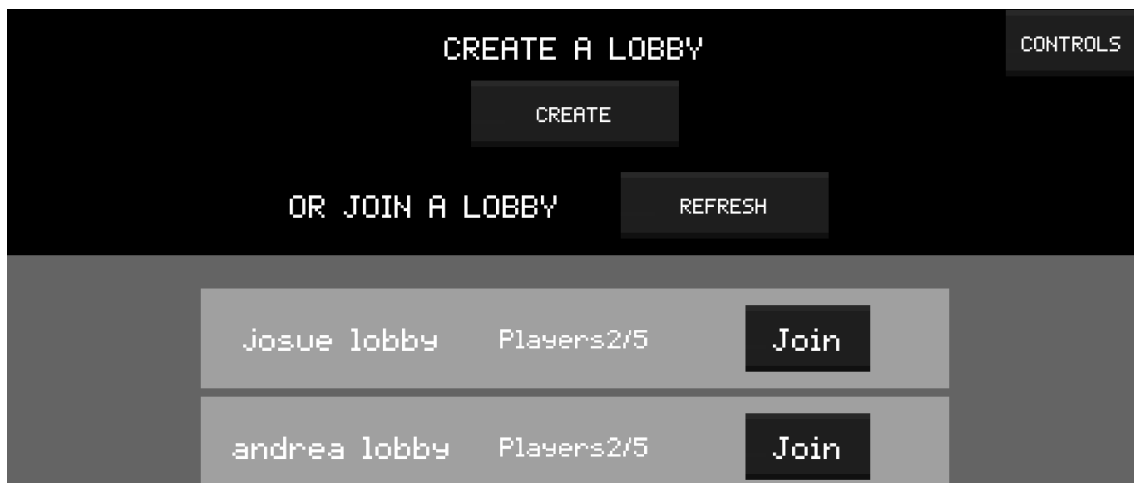 CREATE A LOBBY
CONTROLS
CREATE
OR JOIN A LOBBY
REFRESH
josue lobby
Players2/5
Join
andrea lobby
Players2/5
Join